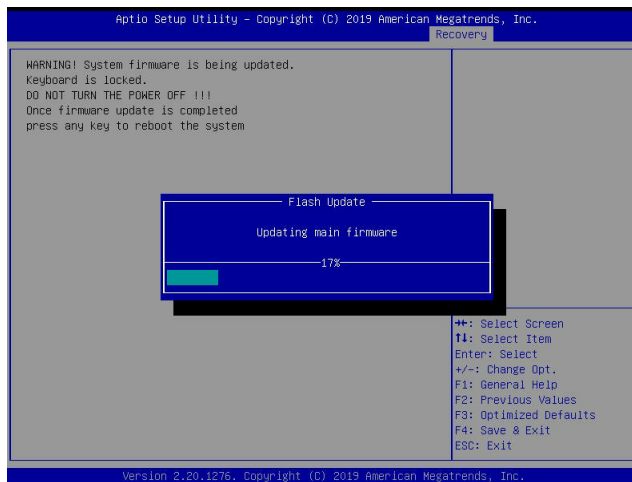 Aptio Setup Utility – Copyright (C) 2019 American Megatrends, Inc.
Recovery
WARNING! System firmware is being updated.
Keyboard is locked.
DO NOT TURN THE POWER OFF !!!
Once firmware update is completed
press any key to reboot the system
Flash Update
Updating main firmware
17%
→←: Select Screen
↑↓: Select Item
Enter: Select
+/-: Change Opt.
F1: General Help
F2: Previous Values
F3: Optimized Defaults
F4: Save & Exit
ESC: Exit
Version 2.20.1276. Copyright (C) 2019 American Megatrends, Inc.